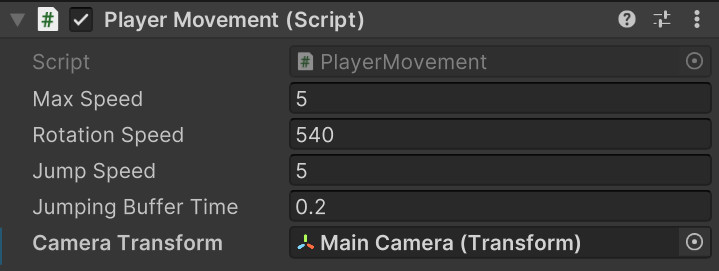 Player Movement (Script)
Script PlayerMovement
Max Speed 5
Rotation Speed 540
Jump Speed 5
Jumping Buffer Time 0.2
Camera Transform Main Camera (Transform)